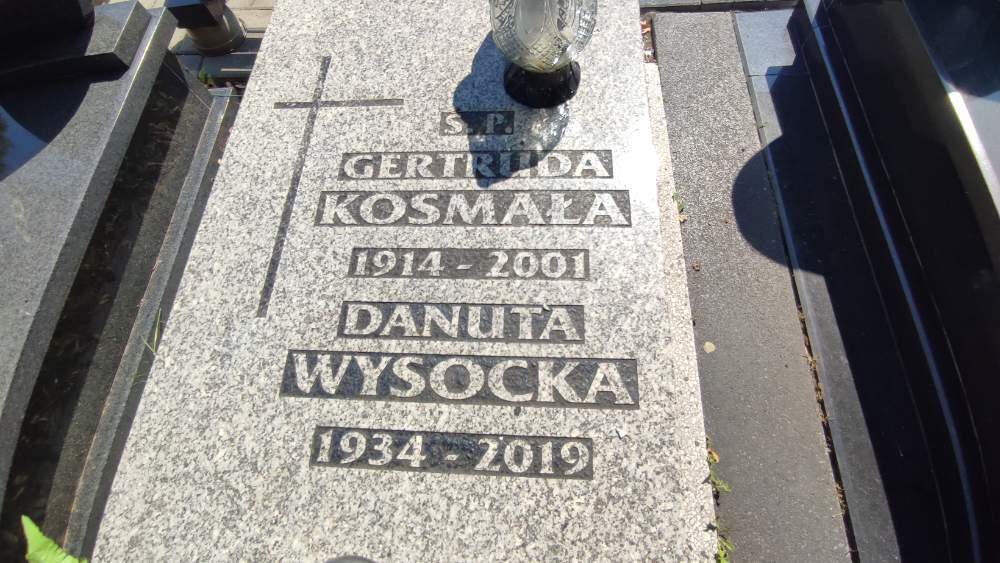 Ś. P.
GERTRUDA
KOSMAŁA
1914 - 2001
DANUTA
WYSOCKA
1934 - 2019